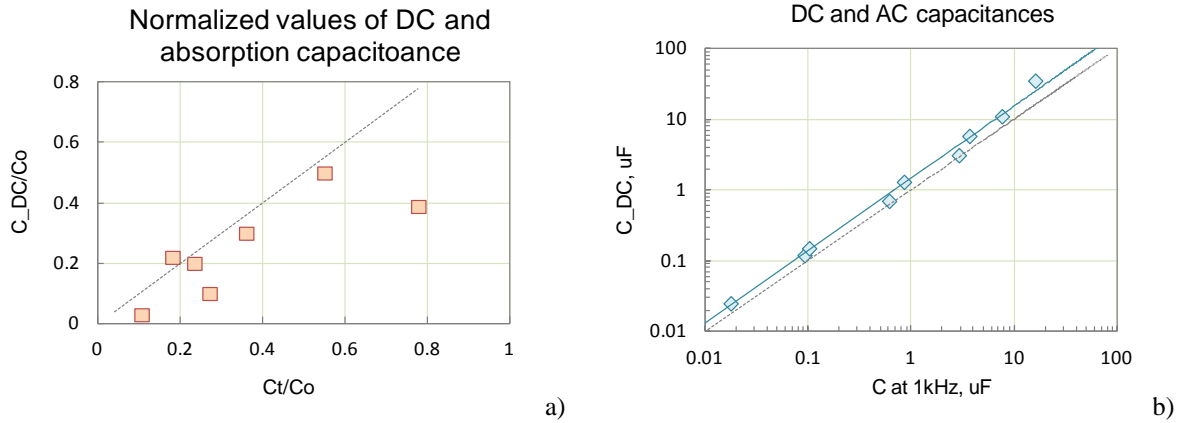 Normalized values of DC and
absorption capacitoance
0.8
0.6
0.4
0.2
0
C_DC/Co
0 0.2 0.4 0.6 0.8 1
Ct/Co
a)
DC and AC capacitances
100
10
1
0.1
0.01
C_DC, uF
0.01 0.1 1 10 100
C at 1kHz, uF
b)